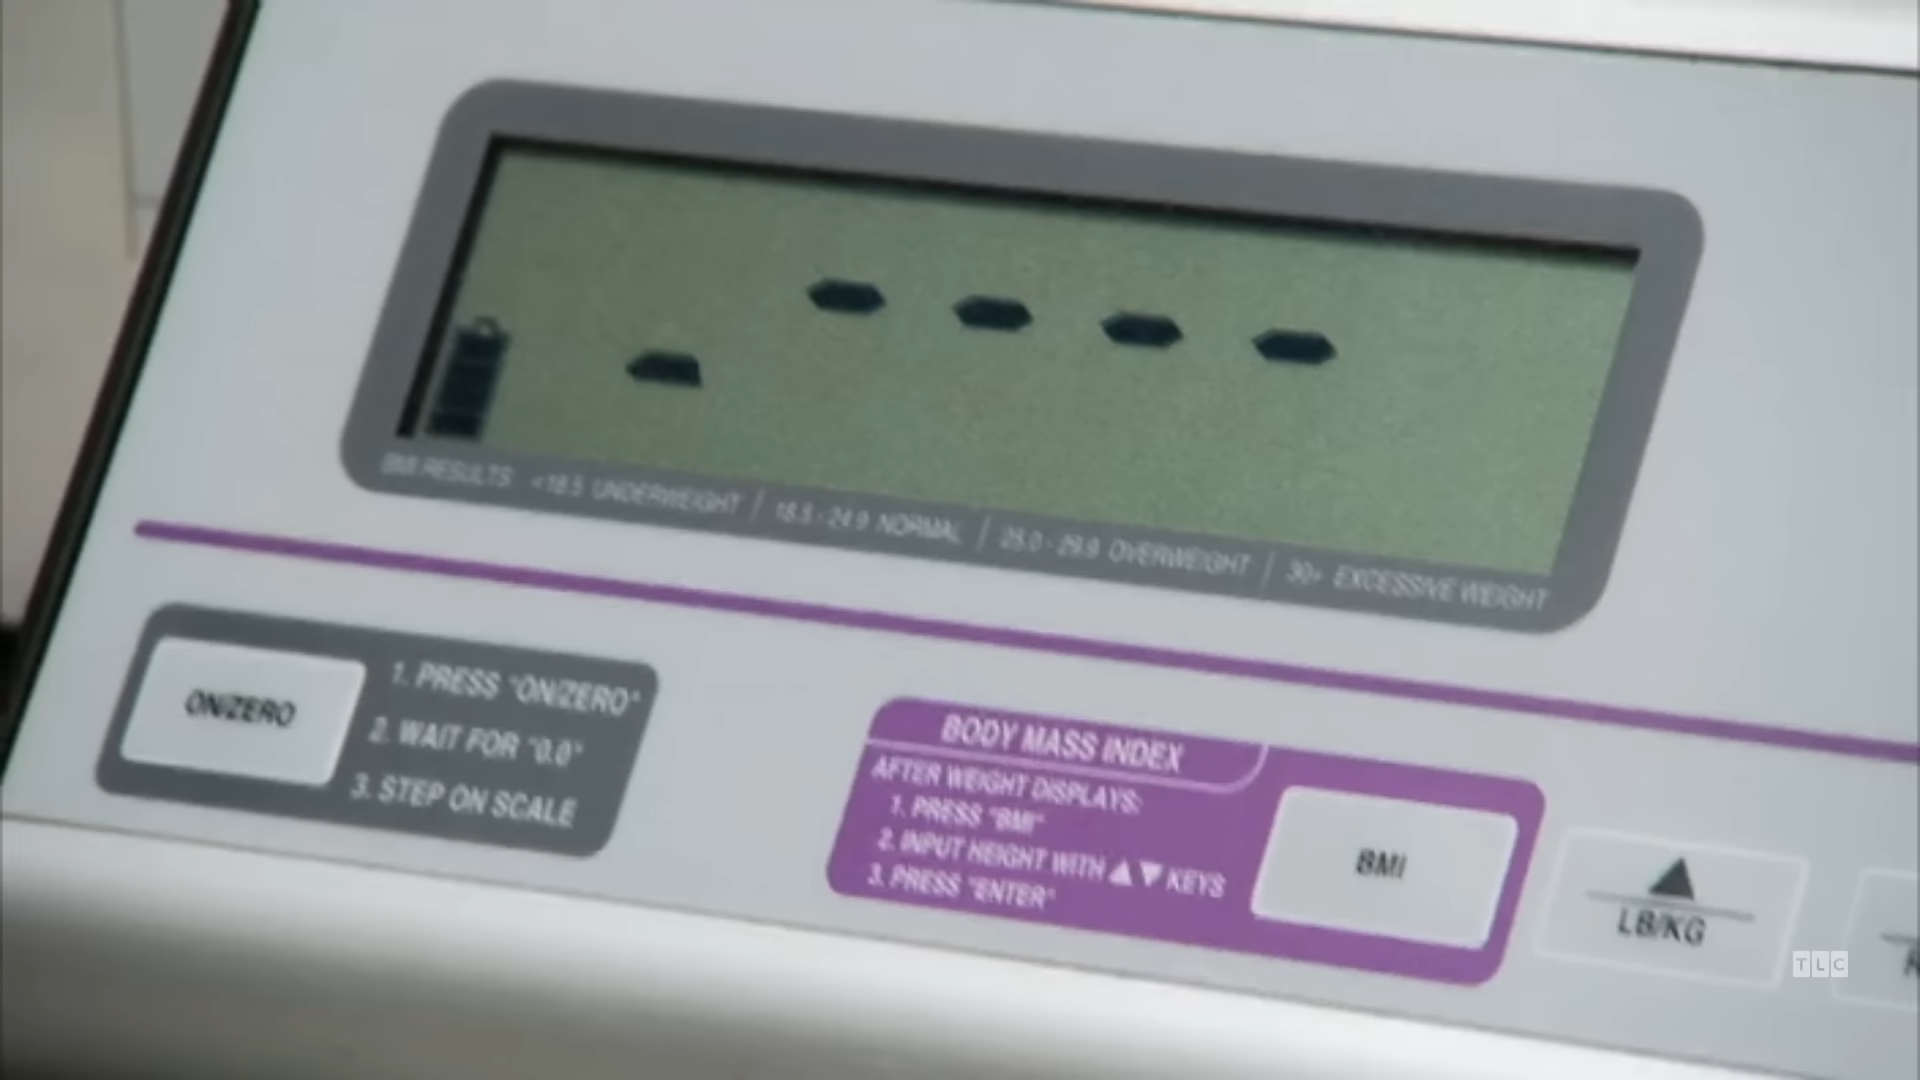 BMI RESULTS: <18.5 UNDERWEIGHT | 18.5 - 24.9 NORMAL | 25.0 - 29.9 OVERWEIGHT | 30+ EXCESSIVE WEIGHT
ON/ZERO
1. PRESS "ON/ZERO"
2. WAIT FOR "0.0"
3. STEP ON SCALE
BODY MASS INDEX
AFTER WEIGHT DISPLAYS:
1. PRESS "BMI"
2. INPUT HEIGHT WITH ▲▼ KEYS
3. PRESS "ENTER"
BMI
▲
LB/KG
TLC